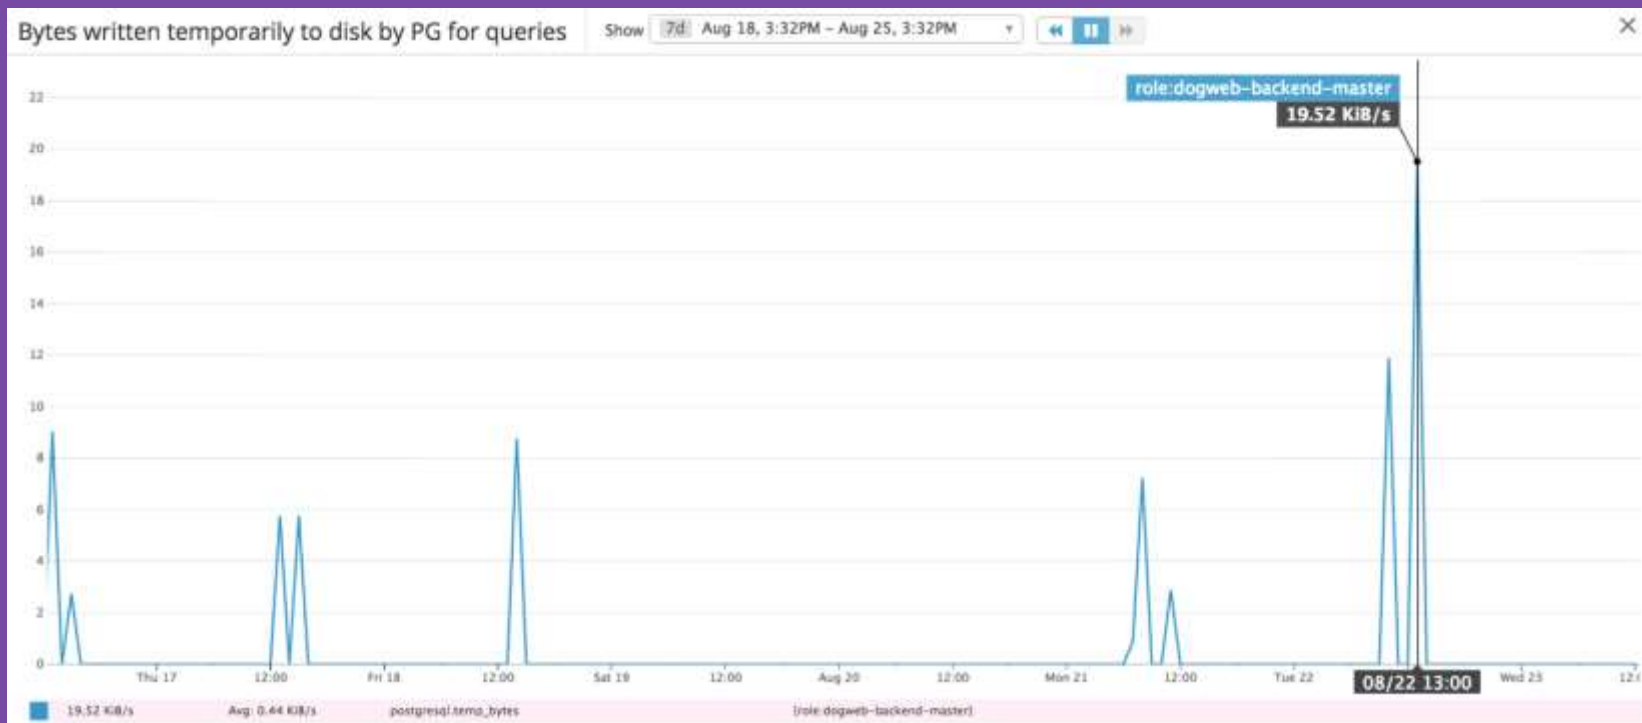 Bytes written temporarily to disk by PG for queries Show 7d Aug 18, 3:32PM – Aug 25, 3:32PM
role:dogweb-backend-master
19.52 KiB/s
22
20
18
16
14
12
10
8
6
4
2
0
Thu 17 12:00 Fri 18 12:00 Sat 19 12:00 Aug 20 12:00 Mon 21 12:00 Tue 22 08/22 13:00 Wed 23
19.52 KiB/s Avg: 0.44 KiB/s postgresql.temp_bytes {role:dogweb-backend-master}